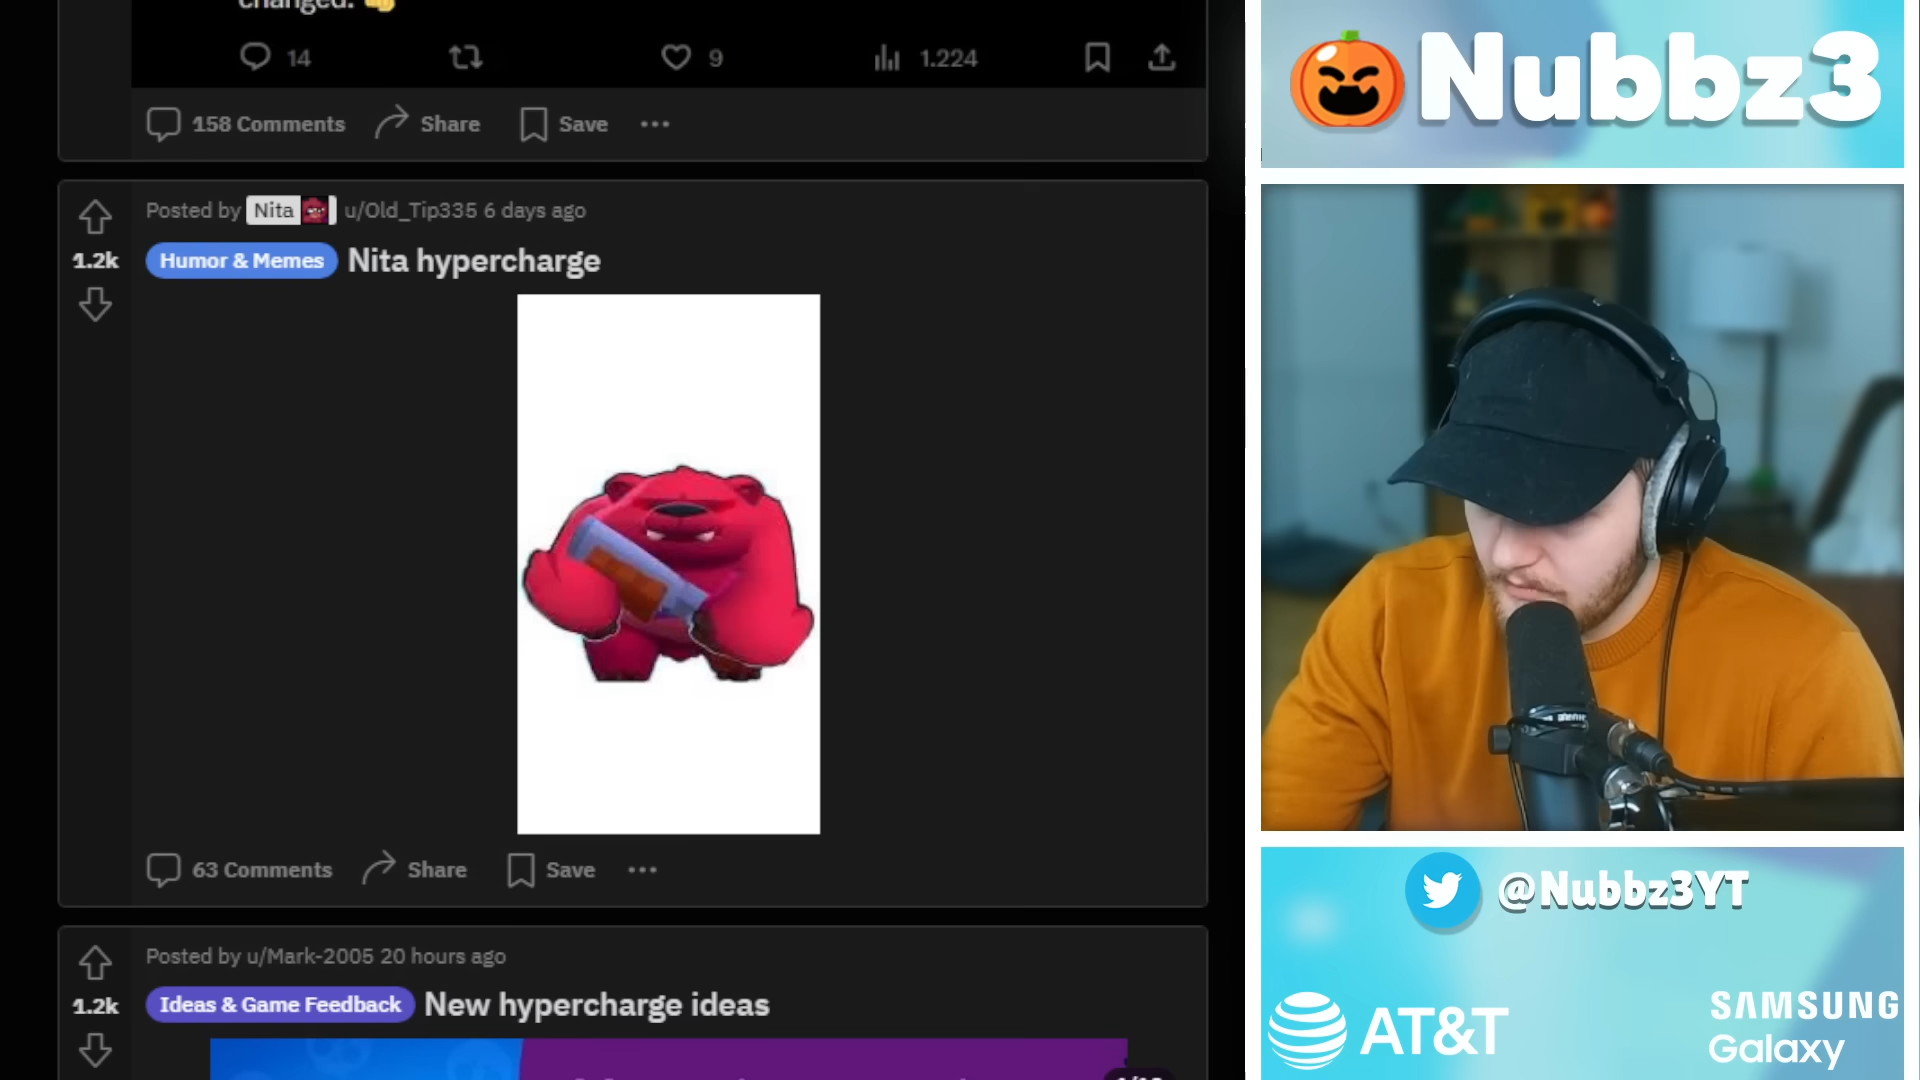 changed.
14
9
1.224
158 Comments
Share
Save
Posted by Nita u/Old_Tip335 6 days ago
1.2k
Humor & Memes Nita hypercharge
63 Comments
Share
Save
Posted by u/Mark-2005 20 hours ago
1.2k
Ideas & Game Feedback New hypercharge ideas
Nubbz3
@Nubbz3YT
AT&T
SAMSUNG
Galaxy